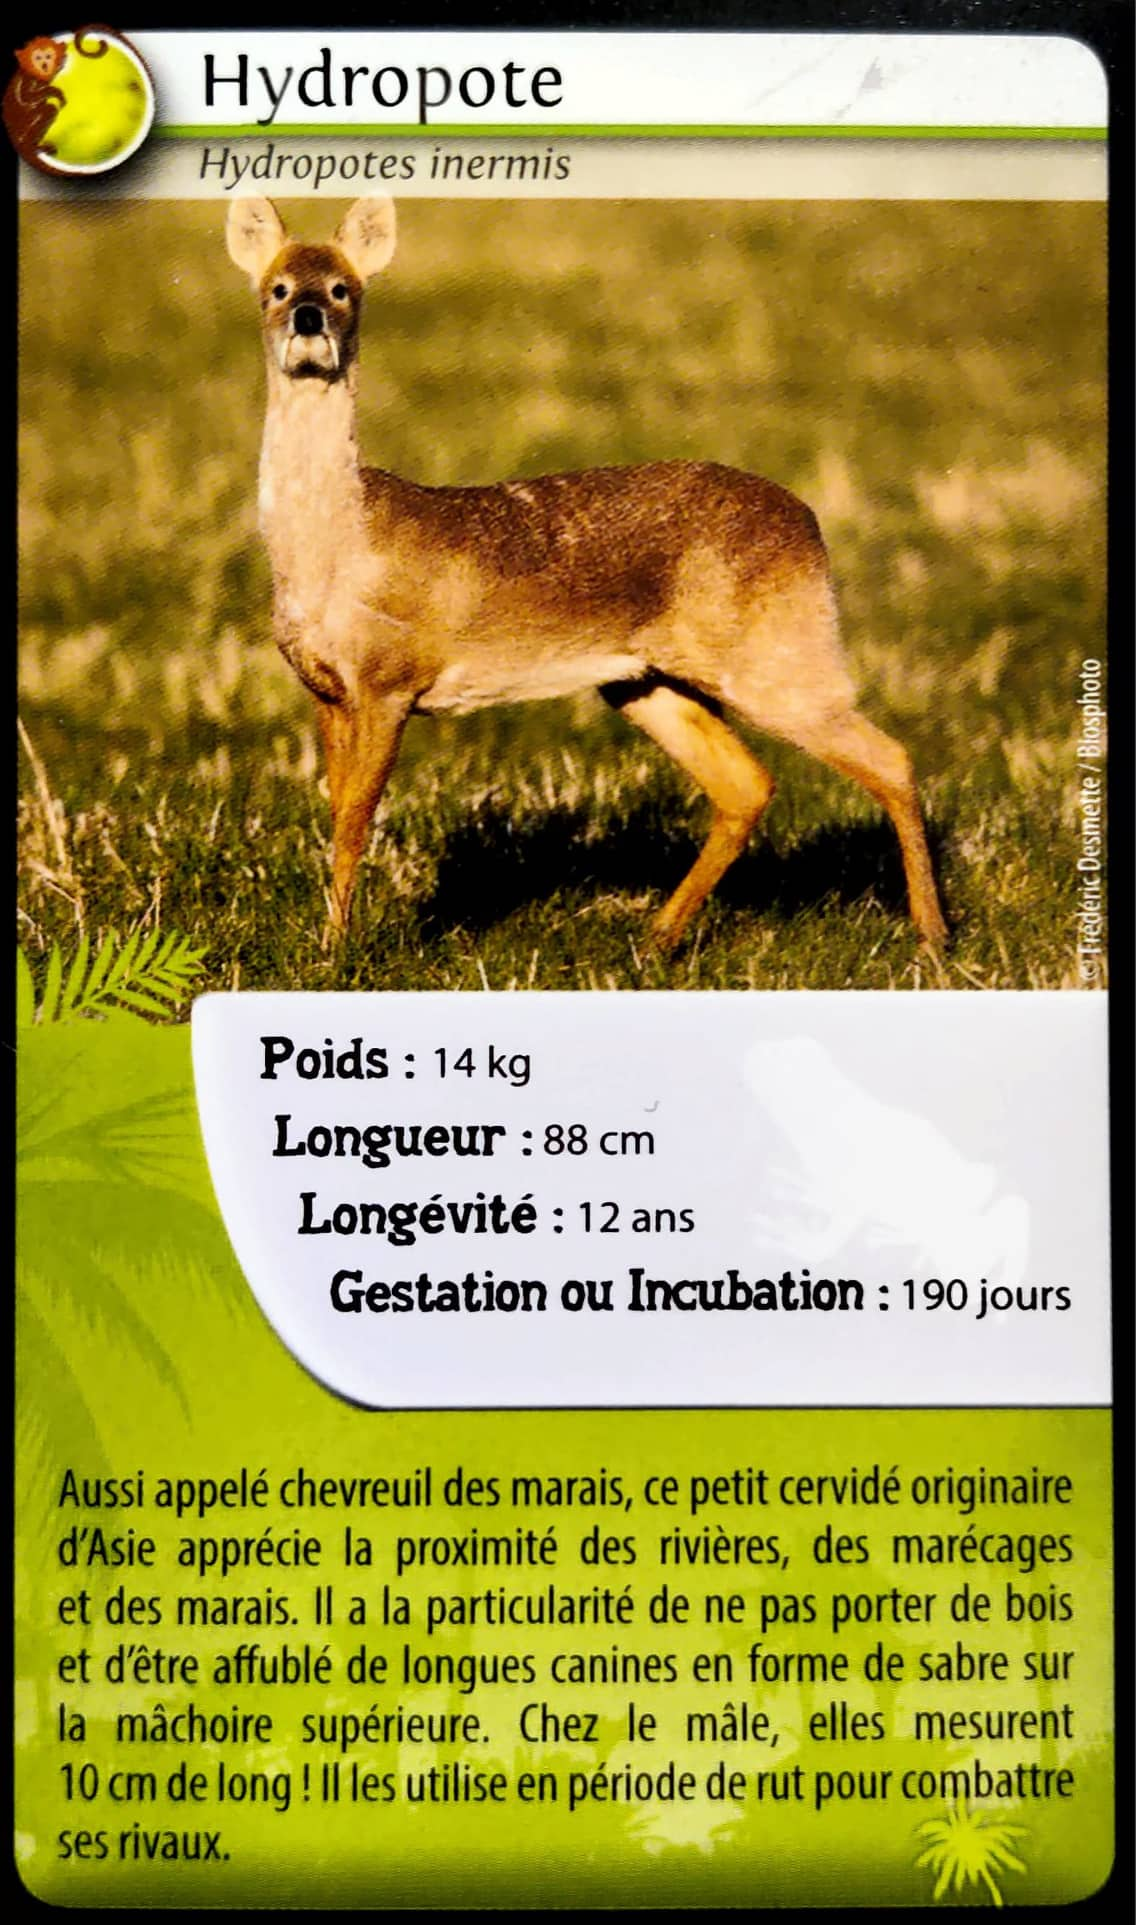 Hydropote
Hydropotes inermis
© Frédéric Desmette / Biosphoto
Poids : 14 kg
Longueur : 88 cm
Longévité : 12 ans
Gestation ou Incubation : 190 jours
Aussi appelé chevreuil des marais, ce petit cervidé originaire
d'Asie apprécie la proximité des rivières, des marécages
et des marais. Il a la particularité de ne pas porter de bois
et d'être affublé de longues canines en forme de sabre sur
la mâchoire supérieure. Chez le mâle, elles mesurent
10 cm de long ! Il les utilise en période de rut pour combattre
ses rivaux.